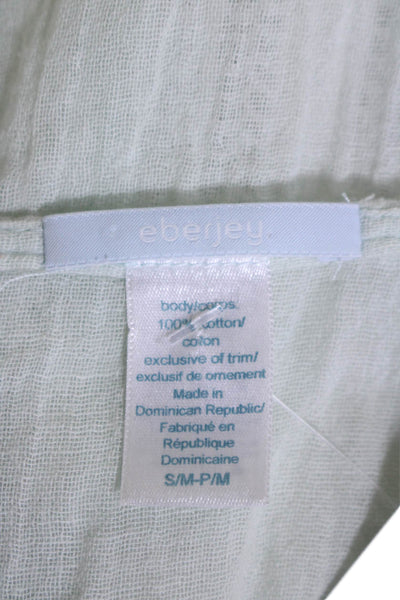 eberjey
body/corps:
100% cotton/
coton
exclusive of trim/
exclusif de ornement
Made in
Dominican Republic/
Fabriqué en
République
Dominicaine
S/M-P/M